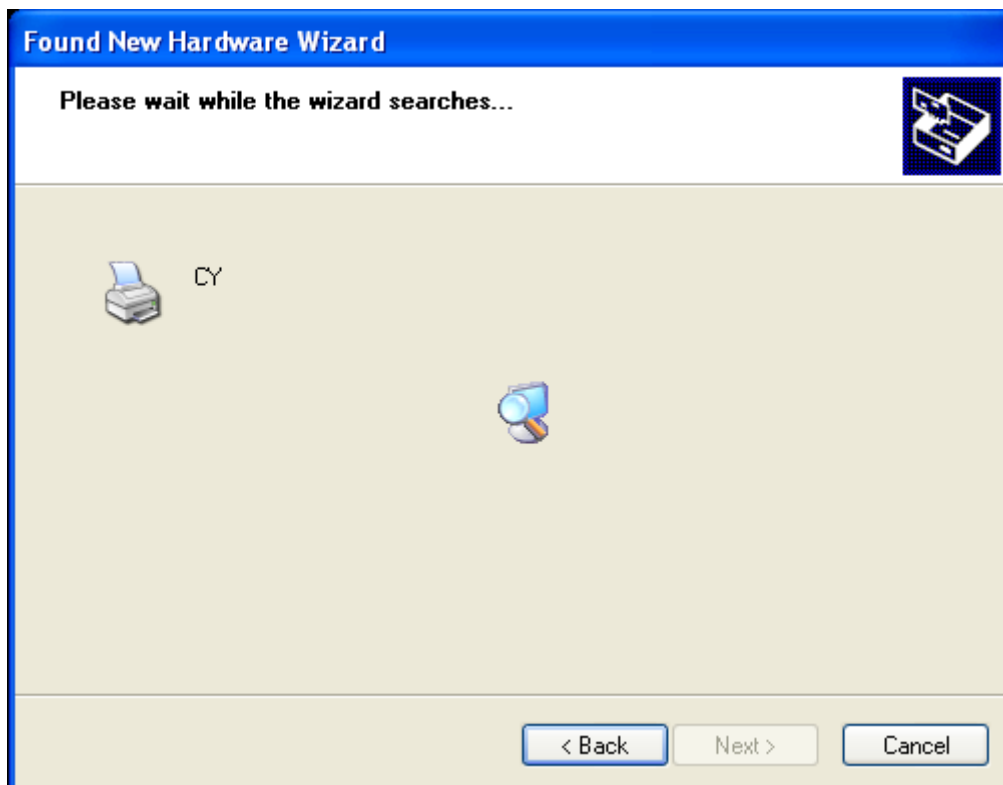 Found New Hardware Wizard
Please wait while the wizard searches...
CY
< Back
Next >
Cancel